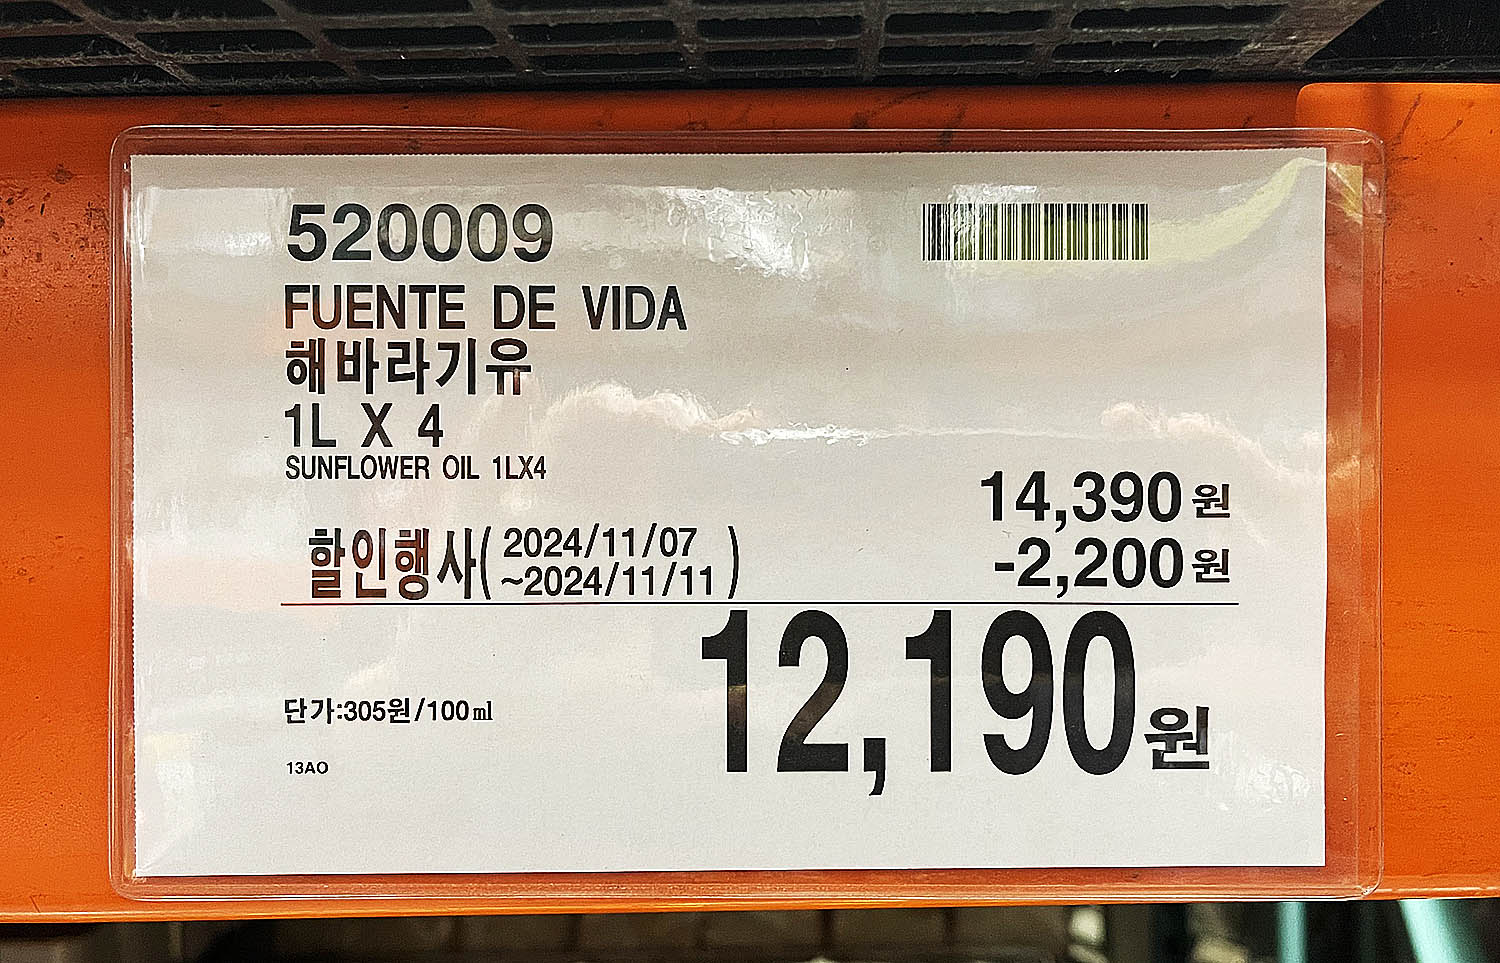 520009
FUENTE DE VIDA
해바라기유
1L X 4
SUNFLOWER OIL 1LX4
14,390원
할인행사( 2024/11/07
~2024/11/11 )
-2,200원
12,190원
단가:305원/100㎖
13AO